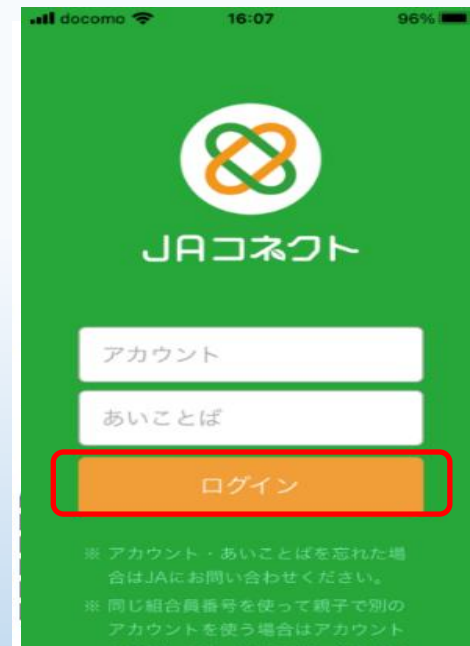 docomo 16:07 96%
JAコネクト
アカウント
あいことば
ログイン
※ アカウント・あいことばを忘れた場
合はJAにお問い合わせください。
※ 同じ組合員番号を使って親子で別の
アカウントを使う場合はアカウント